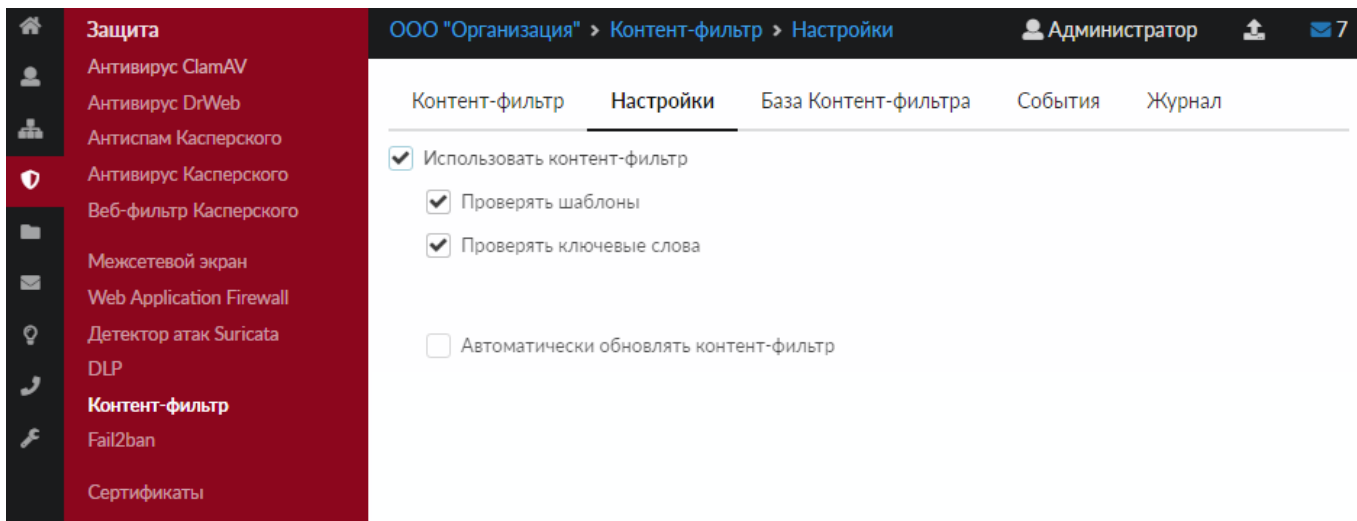 Защита
Антивирус ClamAV
Антивирус DrWeb
Антиспам Касперского
Антивирус Касперского
Веб-фильтр Касперского
Межсетевой экран
Web Application Firewall
Детектор атак Suricata
DLP
Контент-фильтр
Fail2ban
Сертификаты
ООО "Организация" > Контент-фильтр > Настройки
Администратор
7
Контент-фильтр Настройки База Контент-фильтра События Журнал
Использовать контент-фильтр
Проверять шаблоны
Проверять ключевые слова
Автоматически обновлять контент-фильтр